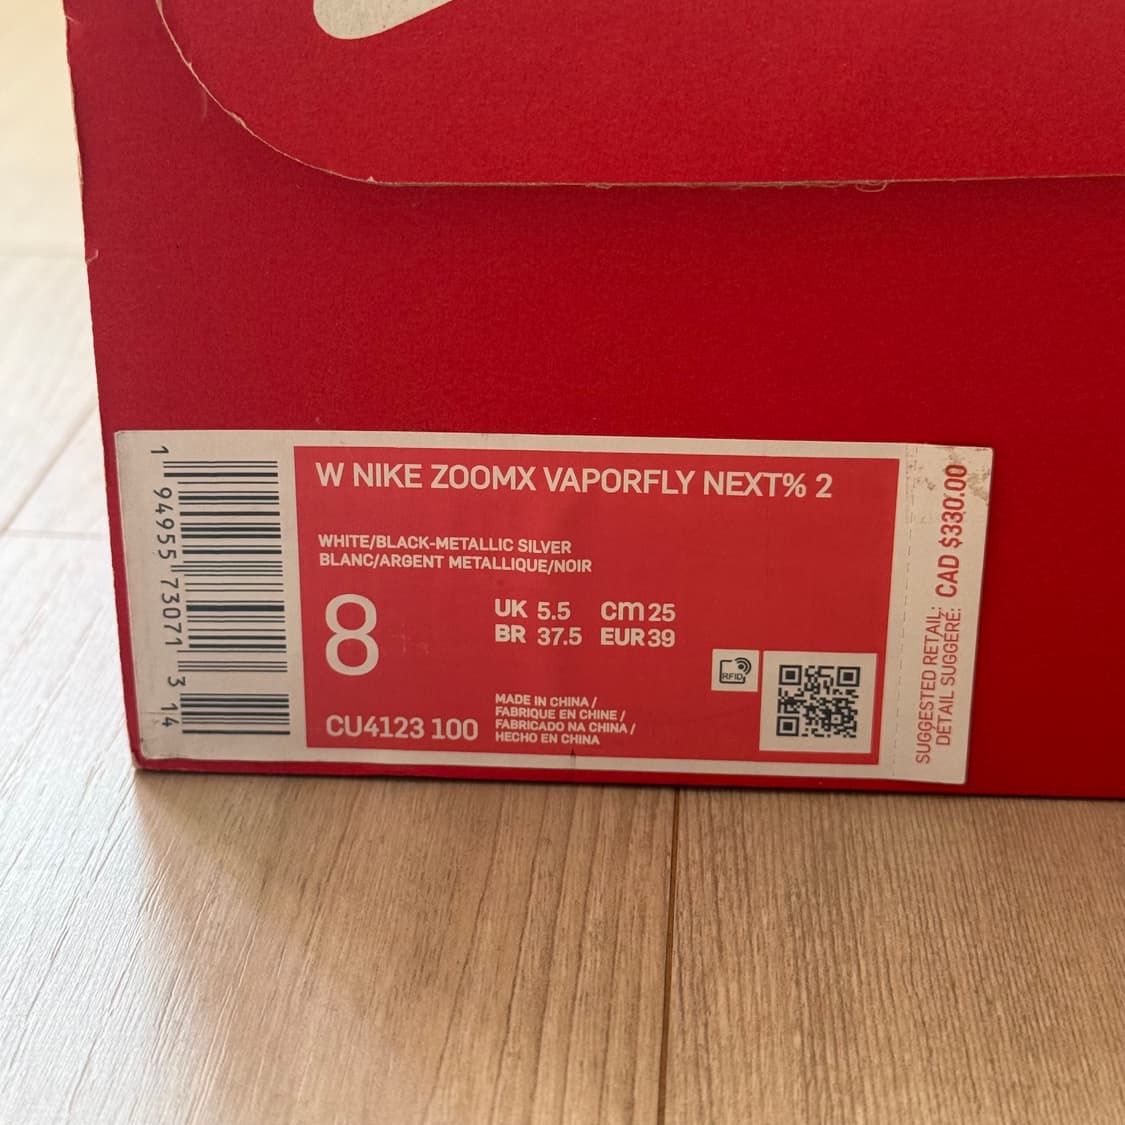 W NIKE ZOOMX VAPORFLY NEXT% 2
WHITE/BLACK-METALLIC SILVER
BLANC/ARGENT METALLIQUE/NOIR
8
UK 5.5 cm 25
BR 37.5 EUR 39
CU4123 100
MADE IN CHINA /
FABRIQUE EN CHINE /
FABRICADO NA CHINA /
HECHO EN CHINA
RFID
1 94955 73071 3 14
SUGGESTED RETAIL:
DÉTAIL SUGGÉRÉ: CAD $330.00